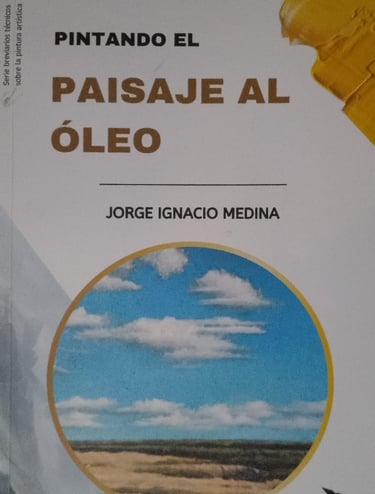 Serie breviarios técnicos
sobre la pintura artística
PINTANDO EL
PAISAJE AL
ÓLEO
JORGE IGNACIO MEDINA